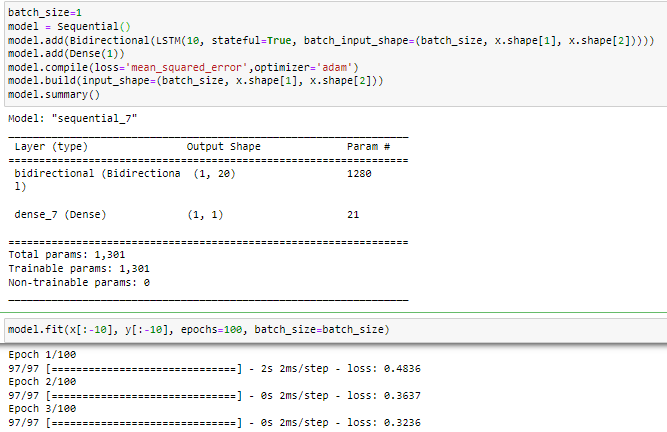 batch_size=1
model = Sequential()
model.add(Bidirectional(LSTM(10, stateful=True, batch_input_shape=(batch_size, x.shape[1], x.shape[2]))))
model.add(Dense(1))
model.compile(loss='mean_squared_error',optimizer='adam')
model.build(input_shape=(batch_size, x.shape[1], x.shape[2]))
model.summary()
Model: "sequential_7"
_________________________________________________________________
Layer (type) Output Shape Param #
=================================================================
bidirectional (Bidirectiona (1, 20) 1280
l)
dense_7 (Dense) (1, 1) 21
=================================================================
Total params: 1,301
Trainable params: 1,301
Non-trainable params: 0
_________________________________________________________________
model.fit(x[:-10], y[:-10], epochs=100, batch_size=batch_size)
Epoch 1/100
97/97 [==============================] - 2s 2ms/step - loss: 0.4836
Epoch 2/100
97/97 [==============================] - 0s 2ms/step - loss: 0.3637
Epoch 3/100
97/97 [==============================] - 0s 2ms/step - loss: 0.3236